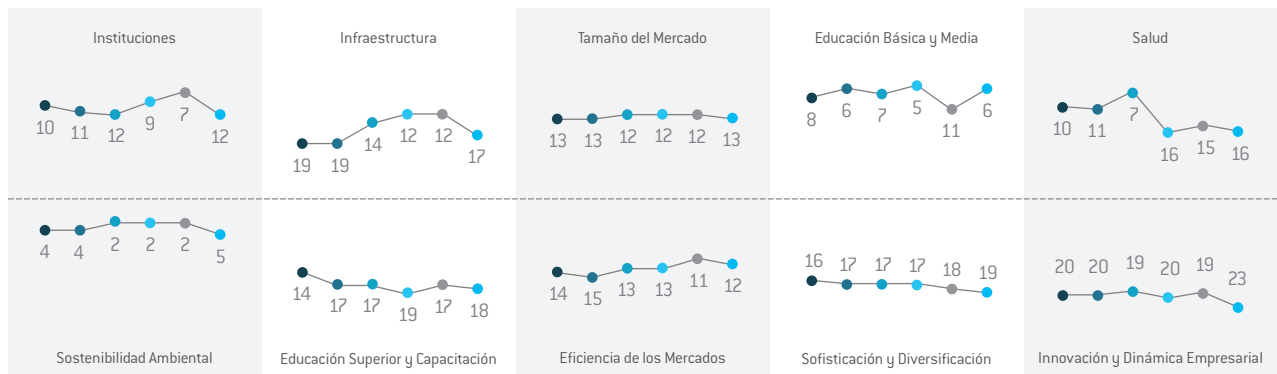 Instituciones
10 11 12 9 7 12
Infraestructura
19 19 14 12 12 17
Tamaño del Mercado
13 13 12 12 12 13
Educación Básica y Media
8 6 7 5 11 6
Salud
10 11 7 16 15 16
4 4 2 2 2 5
Sostenibilidad Ambiental
14 17 17 19 17 18
Educación Superior y Capacitación
14 15 13 13 11 12
Eficiencia de los Mercados
16 17 17 17 18 19
Sofisticación y Diversificación
20 20 19 20 19 23
Innovación y Dinámica Empresarial